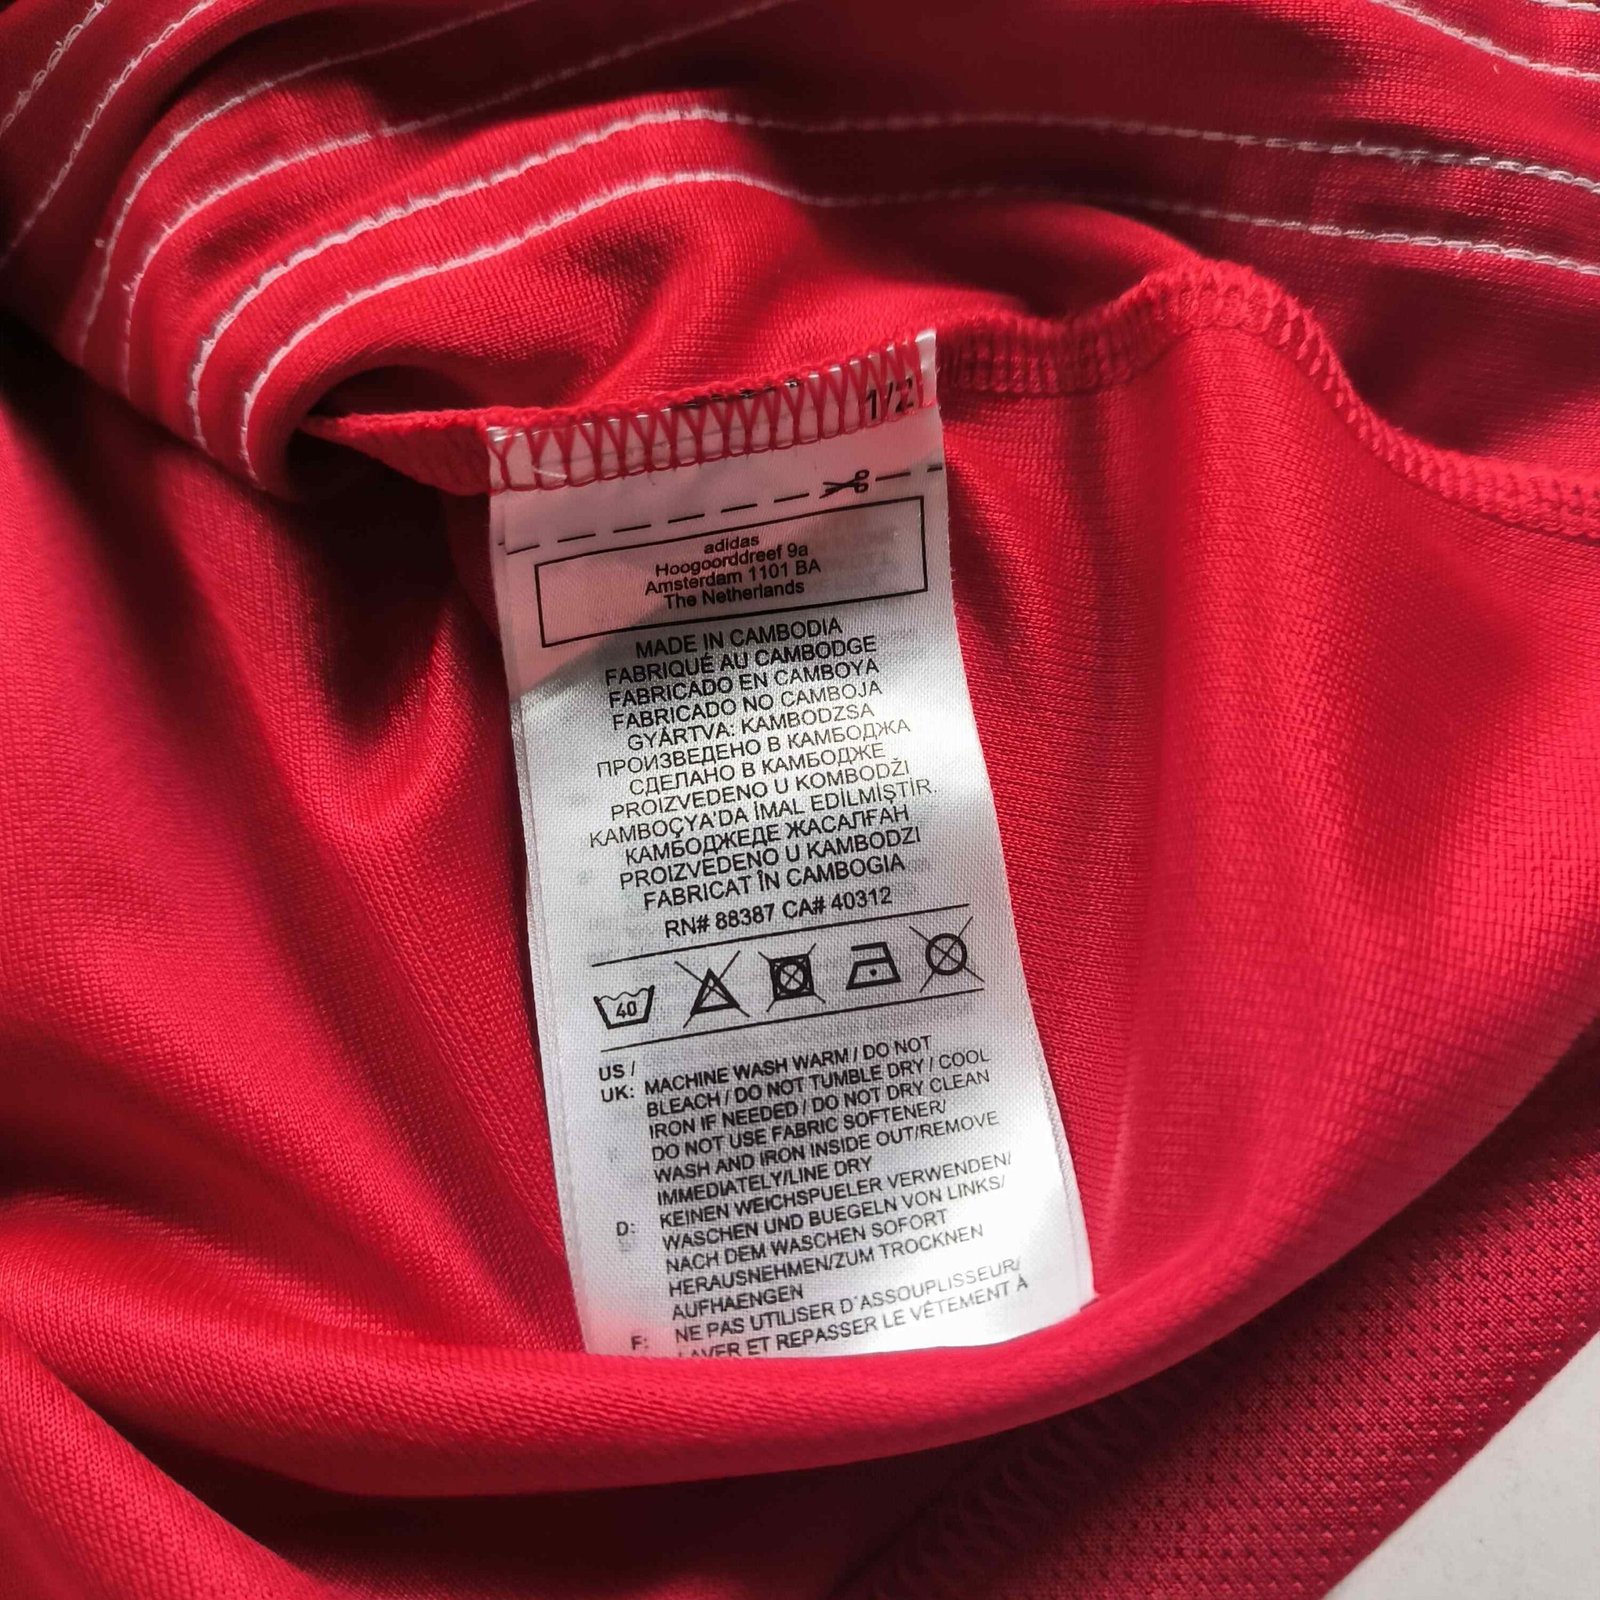 1/2
adidas
Hoogoorddreef 9a
Amsterdam 1101 BA
The Netherlands
MADE IN CAMBODIA
FABRIQUÉ AU CAMBODGE
FABRICADO EN CAMBOYA
FABRICADO NO CAMBOJA
GYÁRTVA: KAMBODZSA
ПРОИЗВЕДЕНО В КАМБОДЖА
СДЕЛАНО В КАМБОДЖЕ
PROIZVEDENO U KOMBODŽI
KAMBOÇYA'DA İMAL EDİLMİŞTİR.
КАМБОДЖЕДЕ ЖАСАЛҒАН
PROIZVEDENO U KAMBODZI
FABRICAT ÎN CAMBOGIA
RN# 88387 CA# 40312
40
US /
UK: MACHINE WASH WARM / DO NOT
BLEACH / DO NOT TUMBLE DRY / COOL
IRON IF NEEDED / DO NOT DRY CLEAN
DO NOT USE FABRIC SOFTENER/
WASH AND IRON INSIDE OUT/REMOVE
IMMEDIATELY/LINE DRY
D: KEINEN WEICHSPUELER VERWENDEN/
WASCHEN UND BUEGELN VON LINKS/
NACH DEM WASCHEN SOFORT
HERAUSNEHMEN/ZUM TROCKNEN
AUFHAENGEN
F: NE PAS UTILISER D'ASSOUPLISSEUR/
LAVER ET REPASSER LE VÊTEMENT À